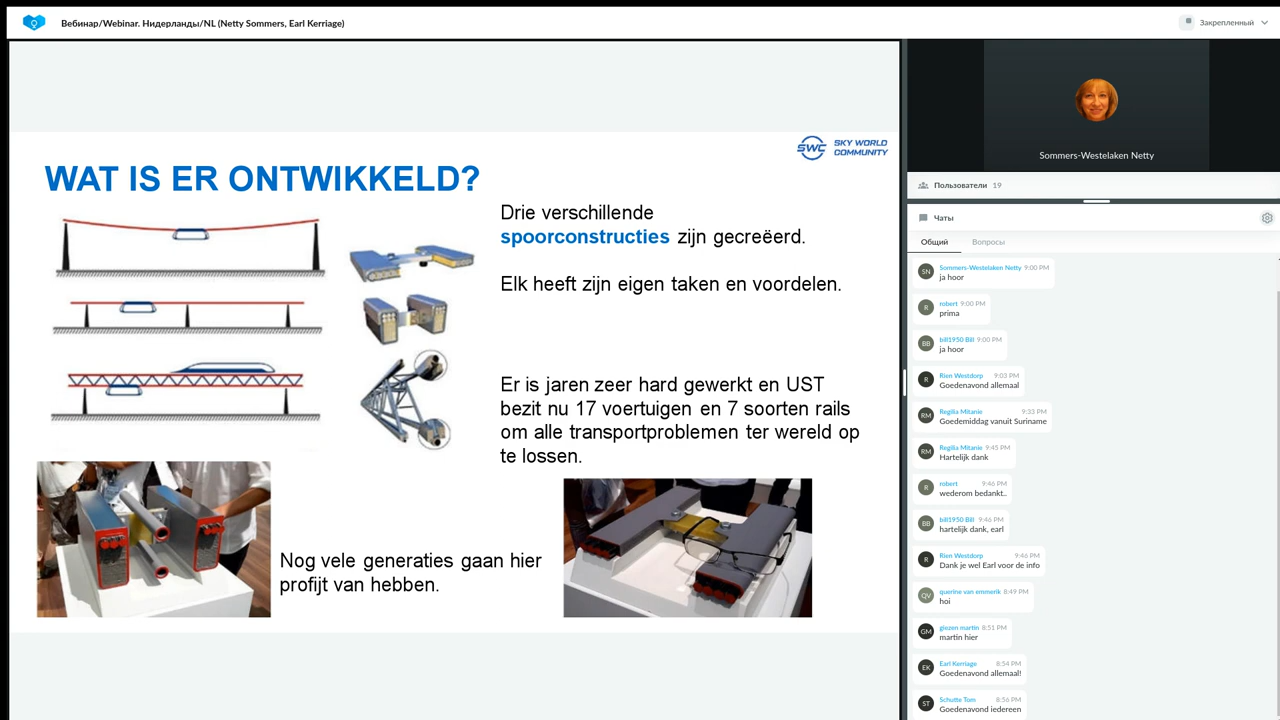 Вебинар/Webinar. Нидерланды/NL (Netty Sommers, Earl Kerriage)
Закрепленный
SWC SKY WORLD
COMMUNITY
WAT IS ER ONTWIKKELD?
Drie verschillende
spoorconstructies zijn gecreëerd.
Elk heeft zijn eigen taken en voordelen.
Er is jaren zeer hard gewerkt en UST
bezit nu 17 voertuigen en 7 soorten rails
om alle transportproblemen ter wereld op
te lossen.
Nog vele generaties gaan hier
profijt van hebben.
Sommers-Westelaken Netty
Пользователи 19
Чаты
Общий Вопросы
SN Sommers-Westelaken Netty 9:00 PM
ja hoor
R robert 9:00 PM
prima
BB bill1950 Bill 9:00 PM
ja hoor
R Rien Westdorp 9:03 PM
Goedenavond allemaal
RM Regilia Mitanie 9:33 PM
Goedemiddag vanuit Suriname
RM Regilia Mitanie 9:45 PM
Hartelijk dank
R robert 9:46 PM
wederom bedankt..
BB bill1950 Bill 9:46 PM
hartelijk dank, earl
R Rien Westdorp 9:46 PM
Dank je wel Earl voor de info
QV querine van emmerik 8:49 PM
hoi
GM giezen martin 8:51 PM
martin hier
EK Earl Kerriage 8:54 PM
Goedenavond allemaal!
ST Schutte Tom 8:56 PM
Goedenavond iedereen